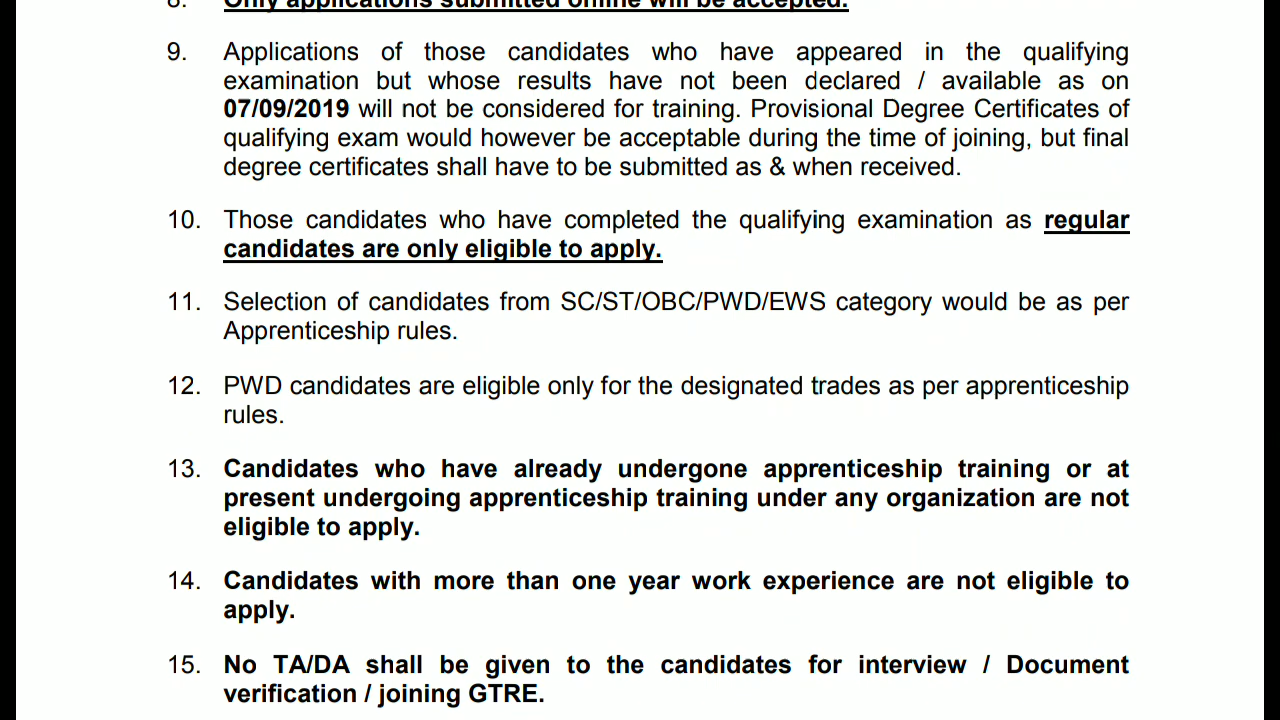 8. Only applications submitted online will be accepted.
9. Applications of those candidates who have appeared in the qualifying
examination but whose results have not been declared / available as on
07/09/2019 will not be considered for training. Provisional Degree Certificates of
qualifying exam would however be acceptable during the time of joining, but final
degree certificates shall have to be submitted as & when received.
10. Those candidates who have completed the qualifying examination as regular
candidates are only eligible to apply.
11. Selection of candidates from SC/ST/OBC/PWD/EWS category would be as per
Apprenticeship rules.
12. PWD candidates are eligible only for the designated trades as per apprenticeship
rules.
13. Candidates who have already undergone apprenticeship training or at
present undergoing apprenticeship training under any organization are not
eligible to apply.
14. Candidates with more than one year work experience are not eligible to
apply.
15. No TA/DA shall be given to the candidates for interview / Document
verification / joining GTRE.